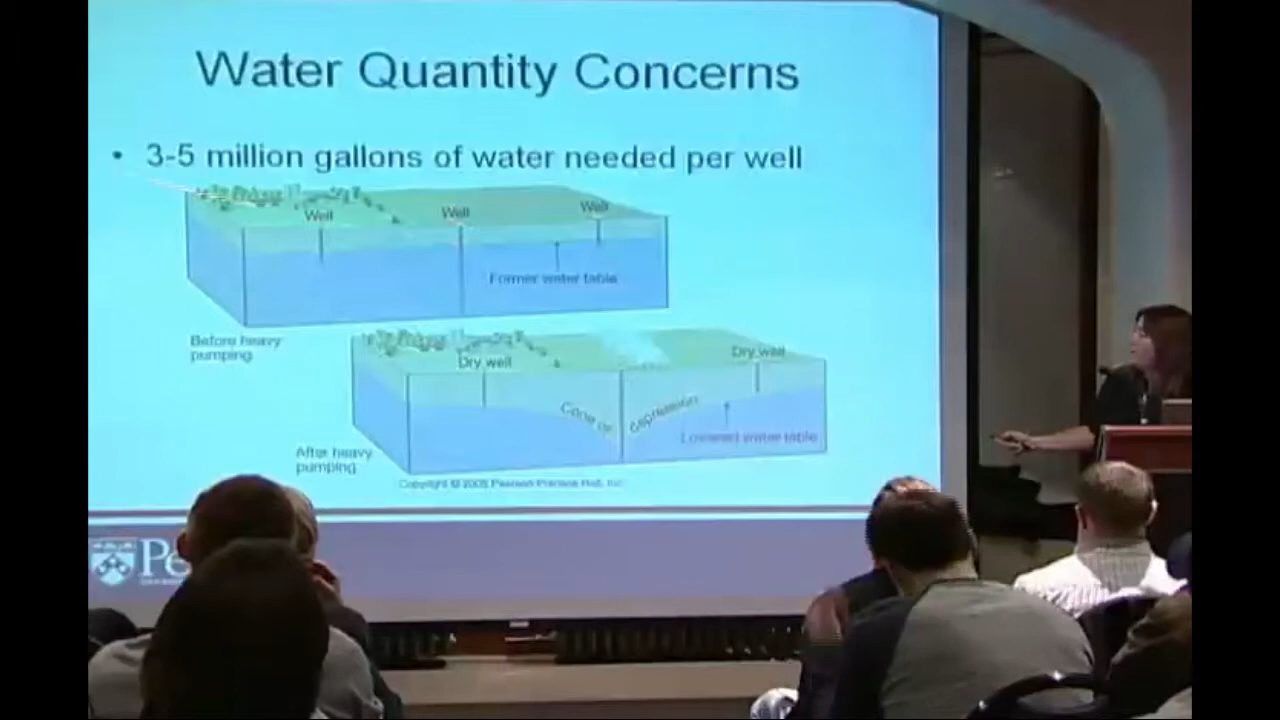 Water Quantity Concerns
• 3-5 million gallons of water needed per well
Well
Well
Well
Former water table
Before heavy
pumping
Dry well
Dry well
Cone of depression
Lowered water table
After heavy
pumping
Copyright © 2005 Pearson Prentice Hall, Inc.
Pe